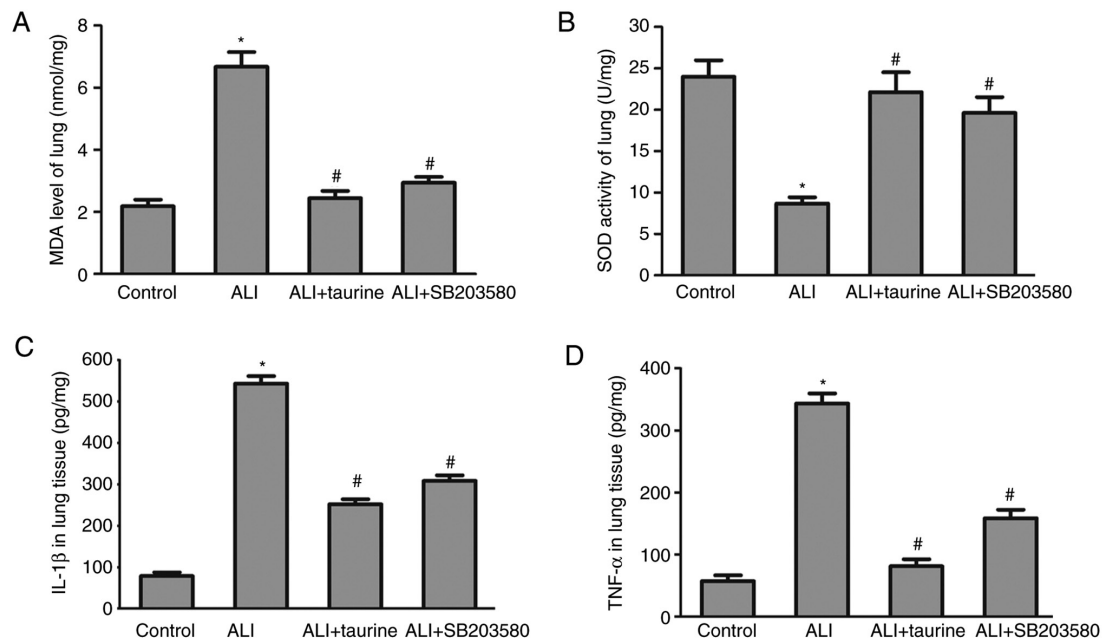 A
MDA level of lung (nmol/mg)
8
6
4
2
0
*
#
#
Control
ALI
ALI+taurine
ALI+SB203580
B
SOD activity of lung (U/mg)
30
25
20
15
10
5
0
*
#
#
Control
ALI
ALI+taurine
ALI+SB203580
C
IL-1β in lung tissue (pg/mg)
600
500
400
300
200
100
0
*
#
#
Control
ALI
ALI+taurine
ALI+SB203580
D
TNF-α in lung tissue (pg/mg)
400
300
200
100
0
*
#
#
Control
ALI
ALI+taurine
ALI+SB203580